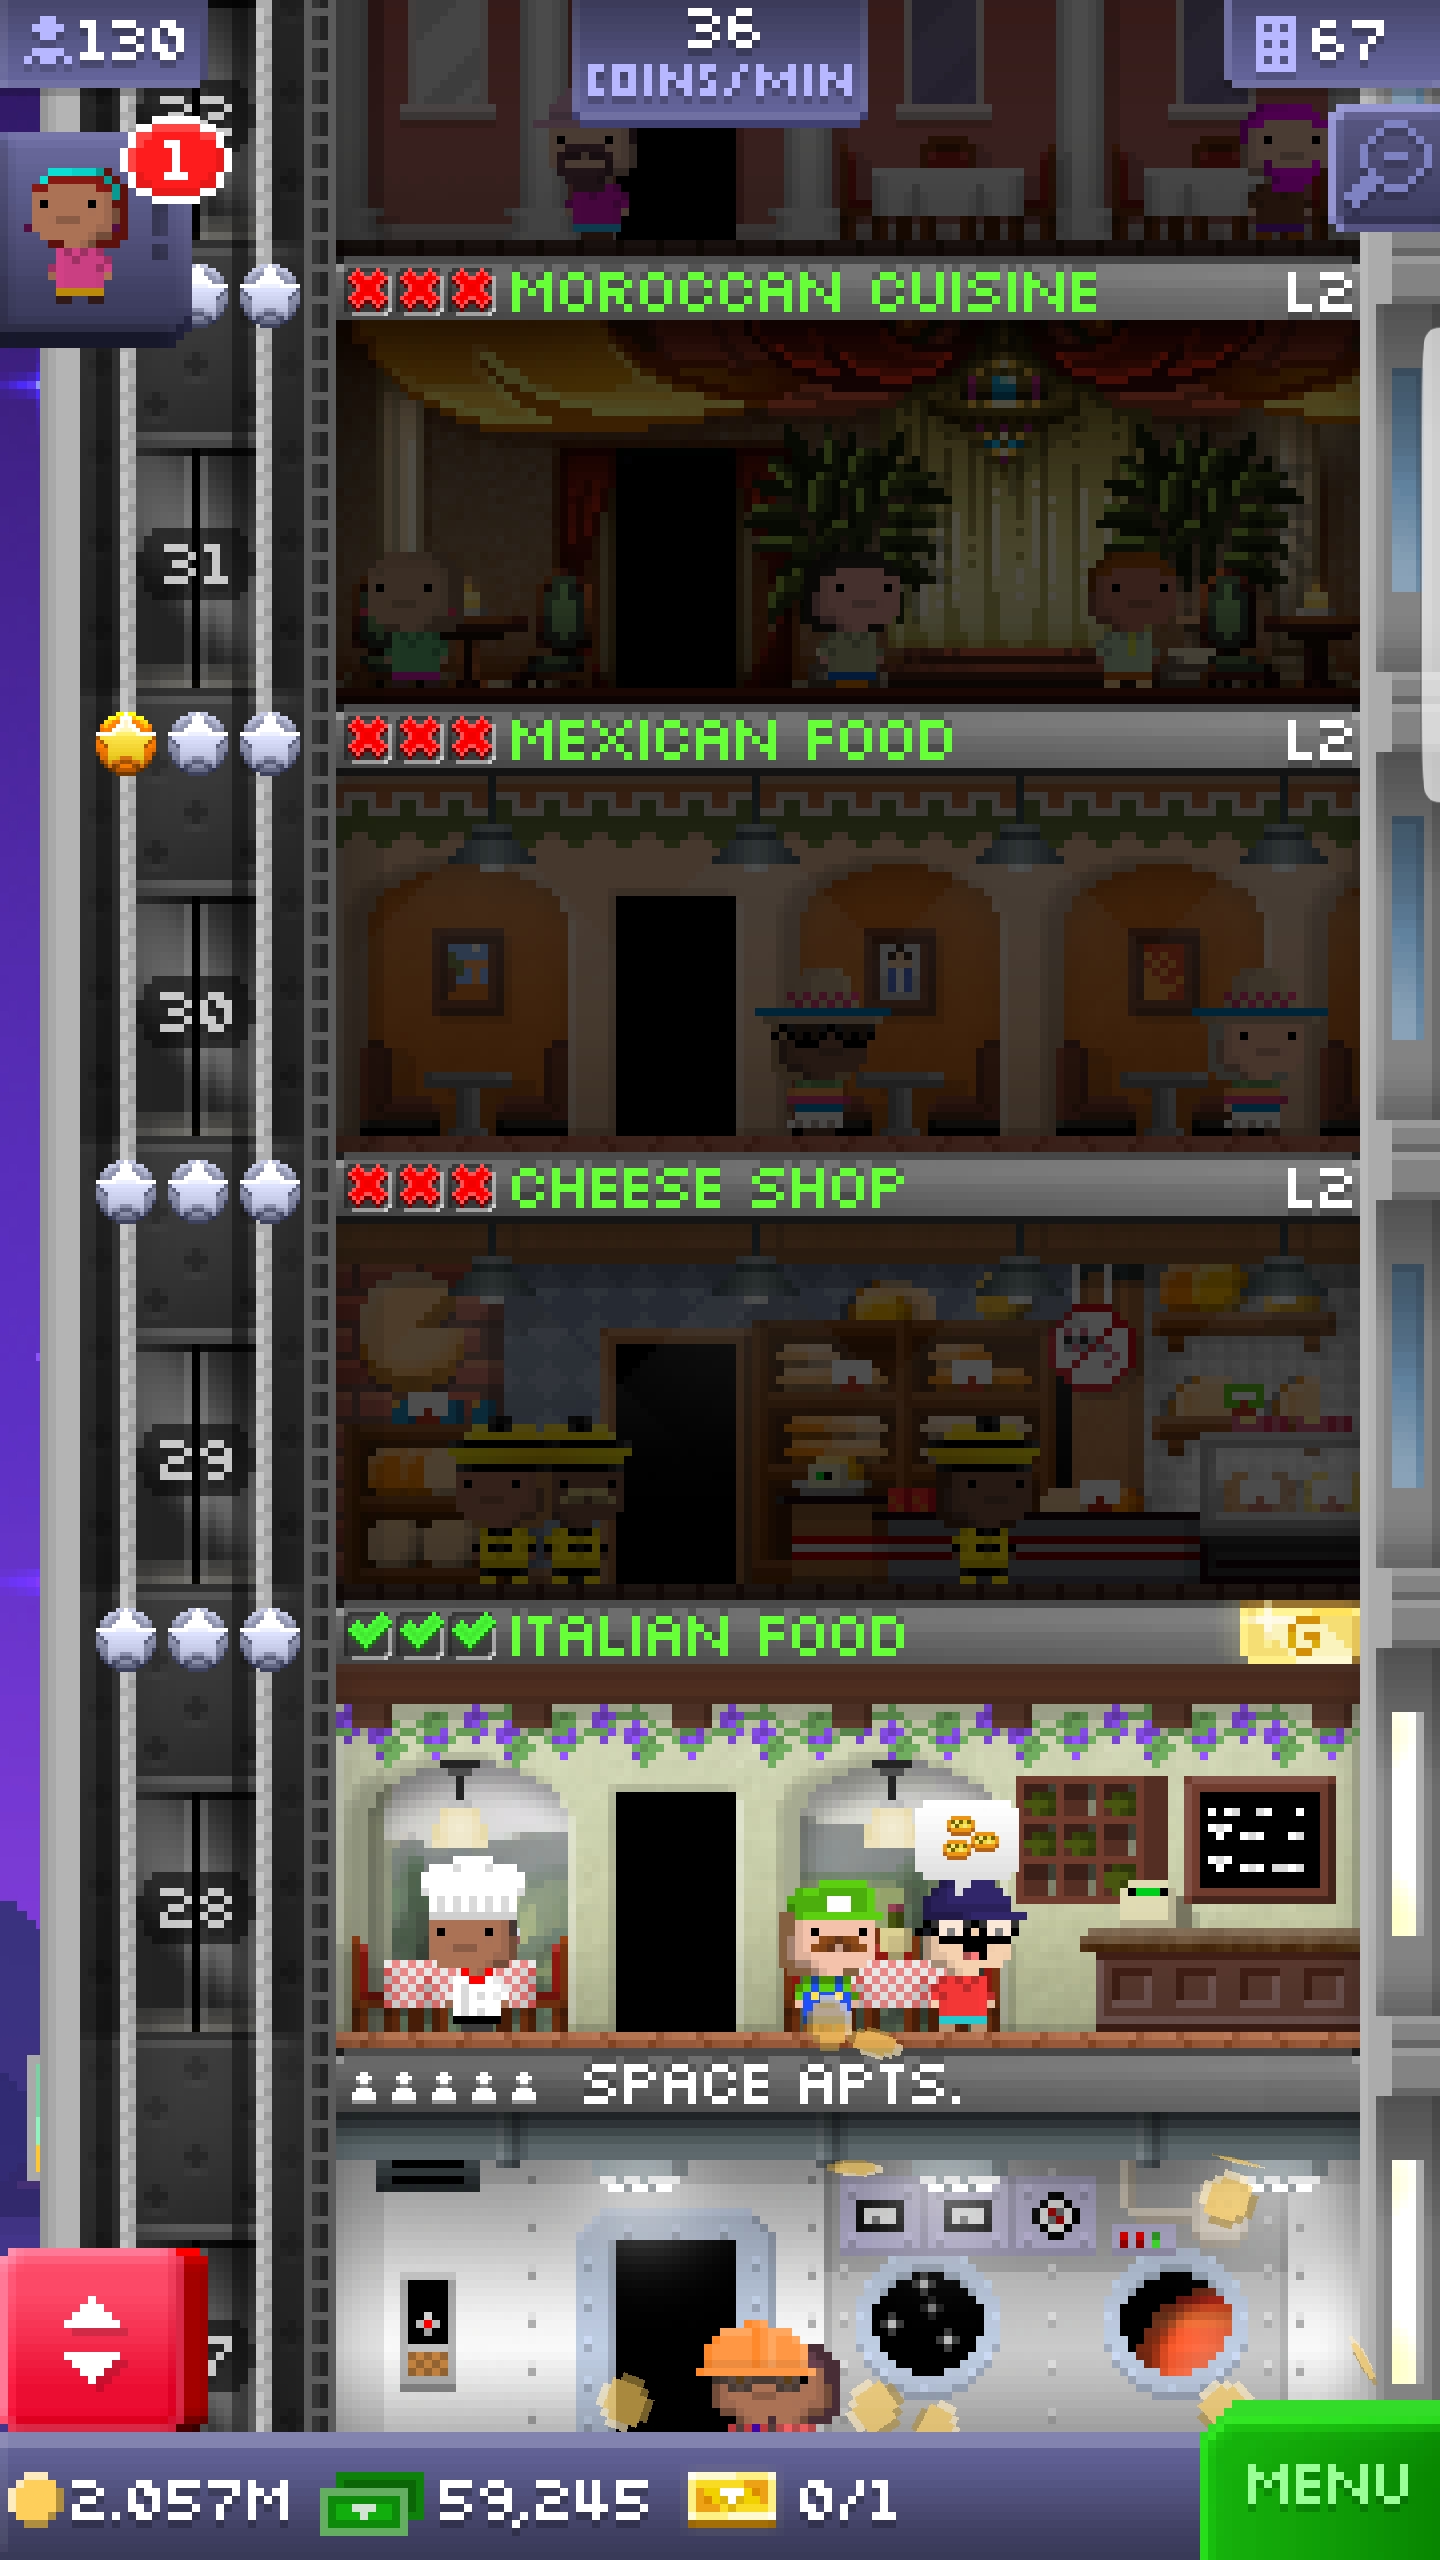 130
36
COINS/MIN
67
1
MOROCCAN CUISINE L2
31
MEXICAN FOOD L2
30
CHEESE SHOP L2
29
ITALIAN FOOD G
28
SPACE APTS.
7
2.057M 59,245 0/1
MENU